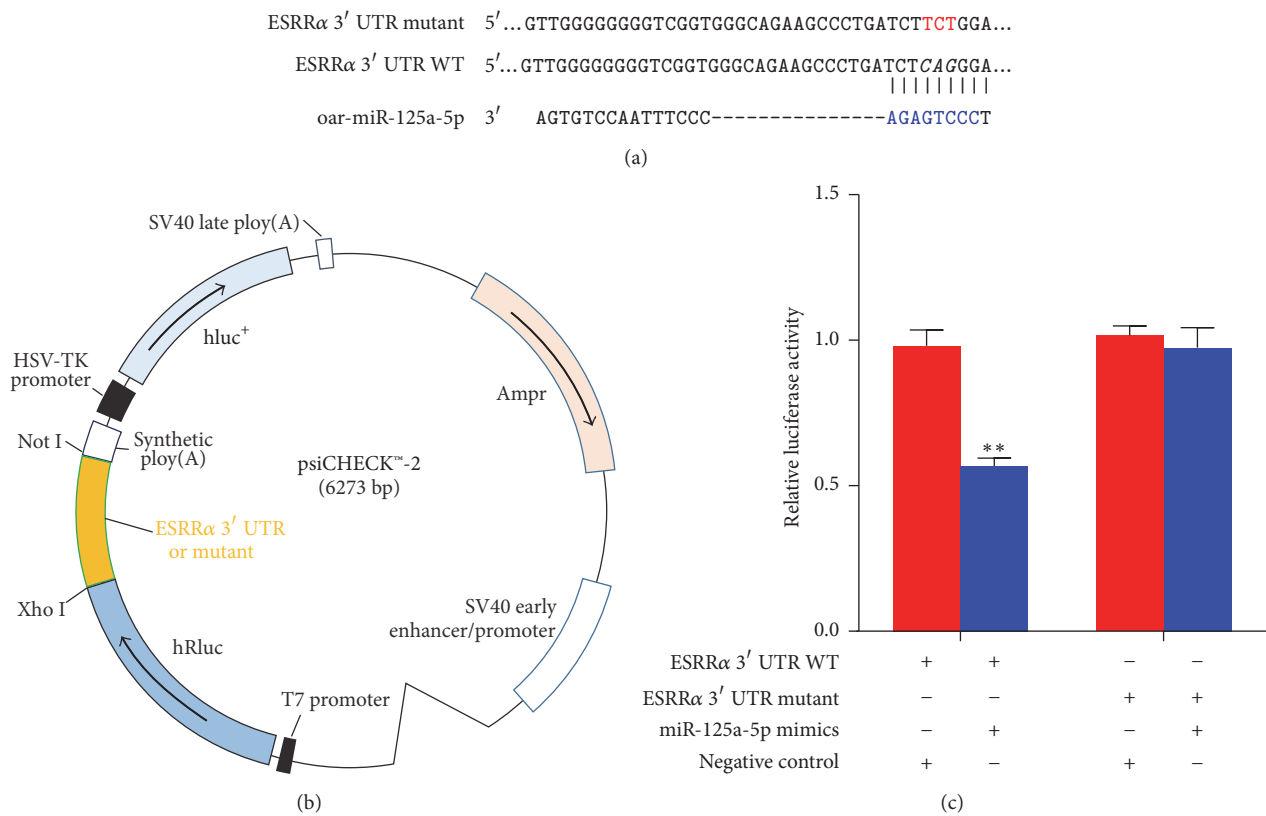 ESRRα 3′ UTR mutant 5′...GTTGGGGGGGGTCGGTGGGCAGAAGCCCTGATCTTCTGGA...
ESRRα 3′ UTR WT 5′...GTTGGGGGGGGTCGGTGGGCAGAAGCCCTGATCTCAGGGA...
oar-miR-125a-5p 3′ AGTGTCCAATTTCCC---------------AGAGTCCCT
(a)
SV40 late ploy(A)
hluc+
HSV-TK
promoter
Ampr
Not I
Synthetic
ploy(A)
psiCHECK™-2
(6273 bp)
ESRRα 3′ UTR
or mutant
Xho I
SV40 early
enhancer/promoter
hRluc
T7 promoter
(b)
Relative luciferase activity
1.5
1.0
0.5
0.0
**
ESRRα 3′ UTR WT + + − −
ESRRα 3′ UTR mutant − − + +
miR-125a-5p mimics − + − +
Negative control + − + −
(c)